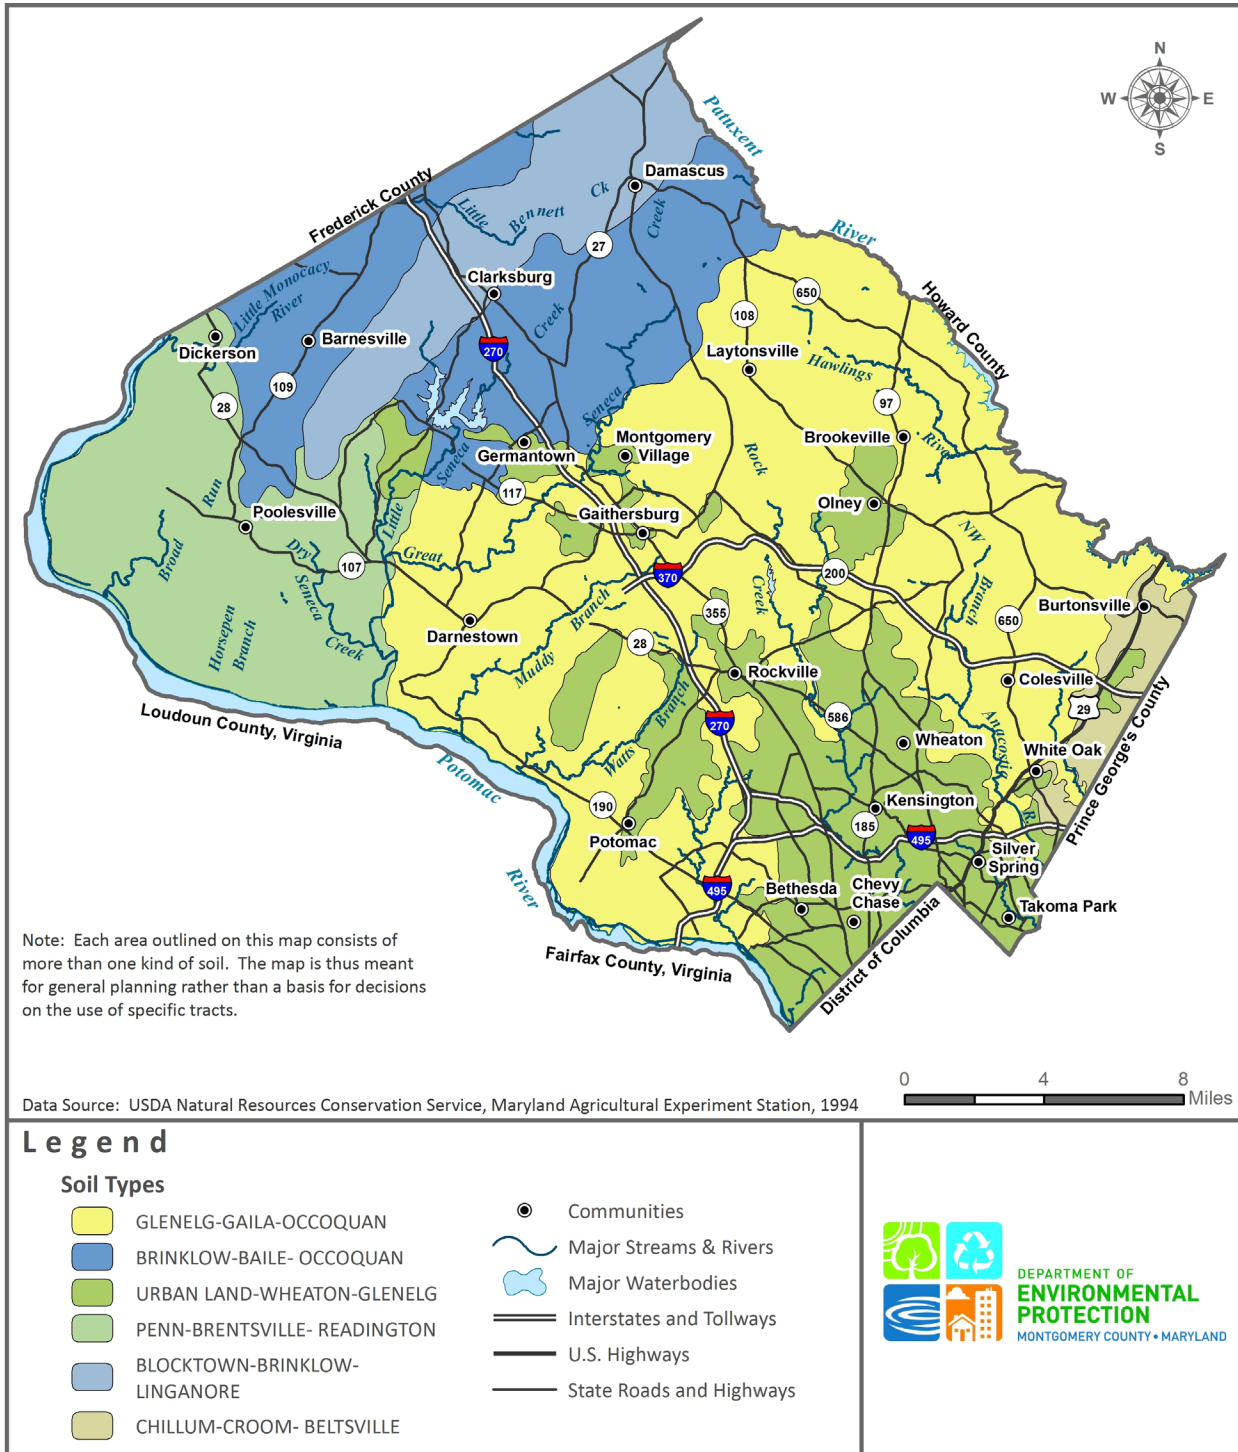 N
W
E
S
Patuxent
River
Frederick County
Howard County
Damascus
Little
Bennett
Ck
Creek
27
Clarksburg
650
Little Monocacy
River
Dickerson
Barnesville
109
28
270
Creek
108
Laytonsville
Hawlings
River
97
Brookeville
Seneca
Montgomery
Village
Germantown
Seneca
117
Rock
Olney
Gaithersburg
Run
Poolesville
Broad
Dry
Seneca
Creek
107
Little
Great
NW
Branch
370
200
Creek
Burtonsville
650
355
28
Branch
Muddy
Darnestown
Horsepen
Branch
Rockville
Colesville
29
Loudoun County, Virginia
270
586
Branch
Watts
Wheaton
Anacostia
R.
White Oak
Prince George's County
Potomac
River
190
Potomac
Kensington
185
495
Silver
Spring
495
Bethesda
Chevy
Chase
Takoma Park
District of Columbia
Fairfax County, Virginia
Note: Each area outlined on this map consists of
more than one kind of soil. The map is thus meant
for general planning rather than a basis for decisions
on the use of specific tracts.
0
4
8
Miles
Data Source: USDA Natural Resources Conservation Service, Maryland Agricultural Experiment Station, 1994
Legend
Soil Types
GLENELG-GAILA-OCCOQUAN
BRINKLOW-BAILE- OCCOQUAN
URBAN LAND-WHEATON-GLENELG
PENN-BRENTSVILLE- READINGTON
BLOCKTOWN-BRINKLOW-
LINGANORE
CHILLUM-CROOM- BELTSVILLE
Communities
Major Streams & Rivers
Major Waterbodies
Interstates and Tollways
U.S. Highways
State Roads and Highways
DEPARTMENT OF
ENVIRONMENTAL
PROTECTION
MONTGOMERY COUNTY • MARYLAND